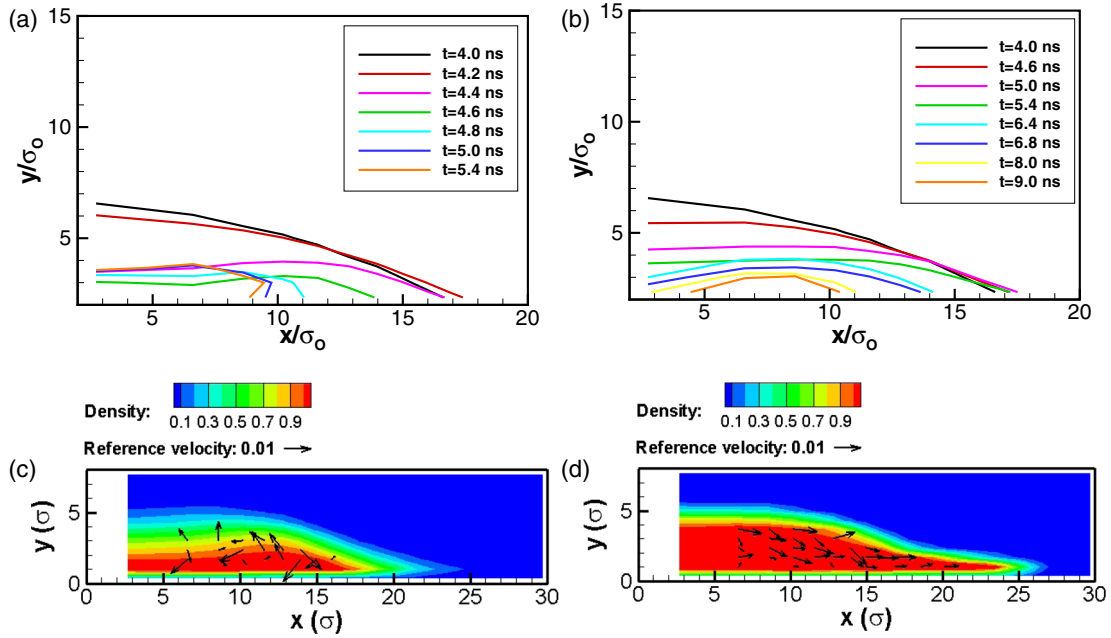 (a)
15
10
5
y/σo
5
10
15
20
x/σo
t=4.0 ns
t=4.2 ns
t=4.4 ns
t=4.6 ns
t=4.8 ns
t=5.0 ns
t=5.4 ns
(b)
15
10
5
y/σo
5
10
15
20
x/σo
t=4.0 ns
t=4.6 ns
t=5.0 ns
t=5.4 ns
t=6.4 ns
t=6.8 ns
t=8.0 ns
t=9.0 ns
Density:
0.1 0.3 0.5 0.7 0.9
Reference velocity: 0.01
(c)
5
0
y (σ)
0 5 10 15 20 25 30
x (σ)
Density:
0.1 0.3 0.5 0.7 0.9
Reference velocity: 0.01
(d)
5
0
y (σ)
0 5 10 15 20 25 30
x (σ)